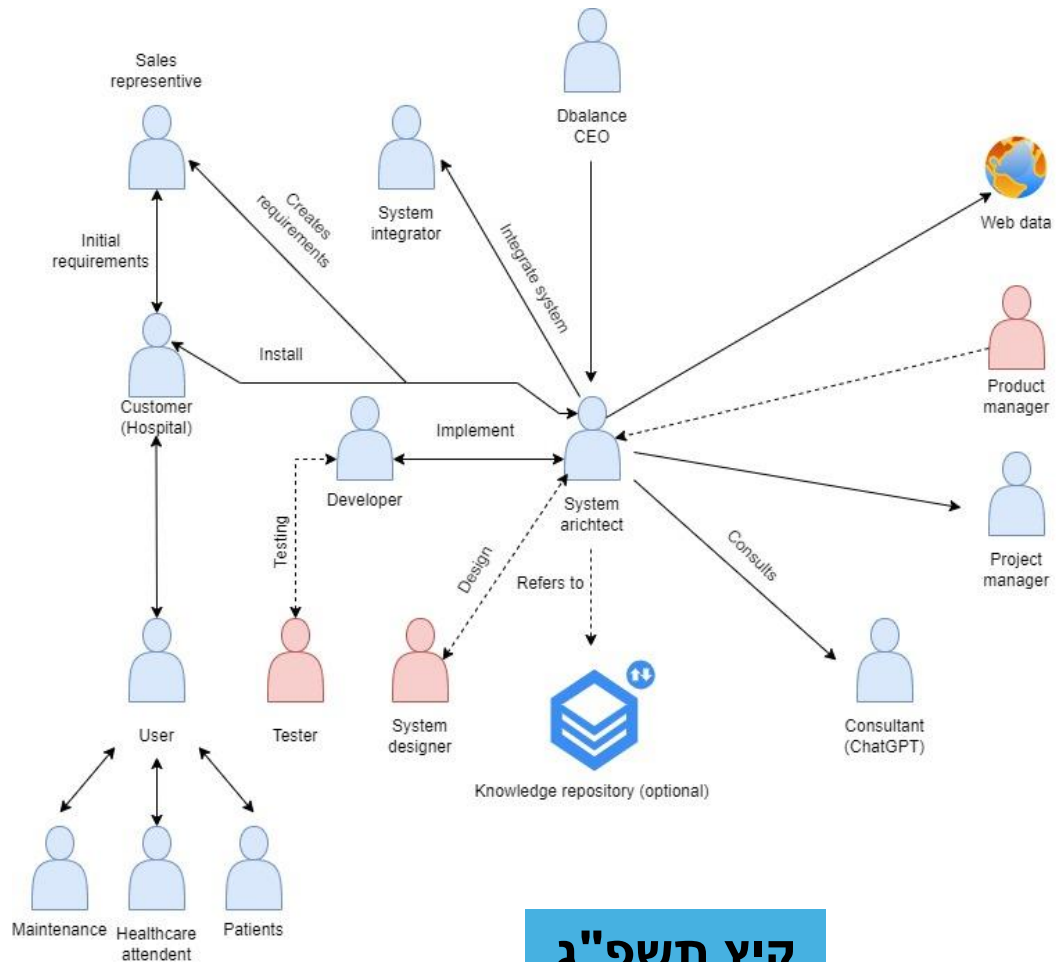 Sales
representive
Dbalance
CEO
Creates
requirements
System
integrator
Web data
Initial
requirements
Integrate system
Install
Customer
(Hospital)
Product
manager
Implement
Developer
System
arichtect
Testing
Design
Refers to
Consults
Project
manager
User
Tester
System
designer
Consultant
(ChatGPT)
Knowledge repository (optional)
Maintenance
Healthcare
attendent
Patients
קיץ תשפ"ג